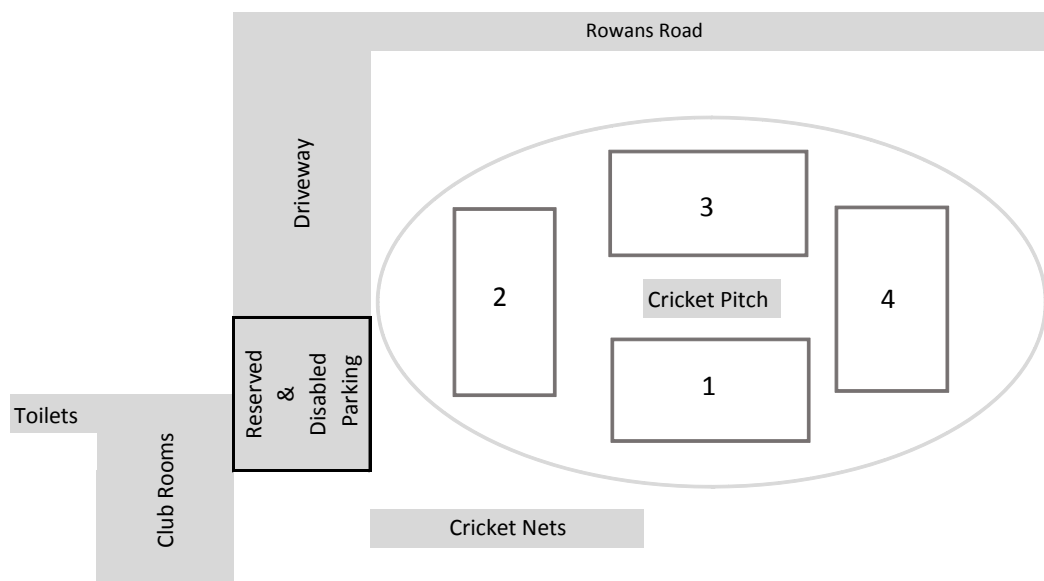 Rowans Road
Driveway
3
2
Cricket Pitch
4
Reserved
&
Disabled
Parking
1
Toilets
Club Rooms
Cricket Nets